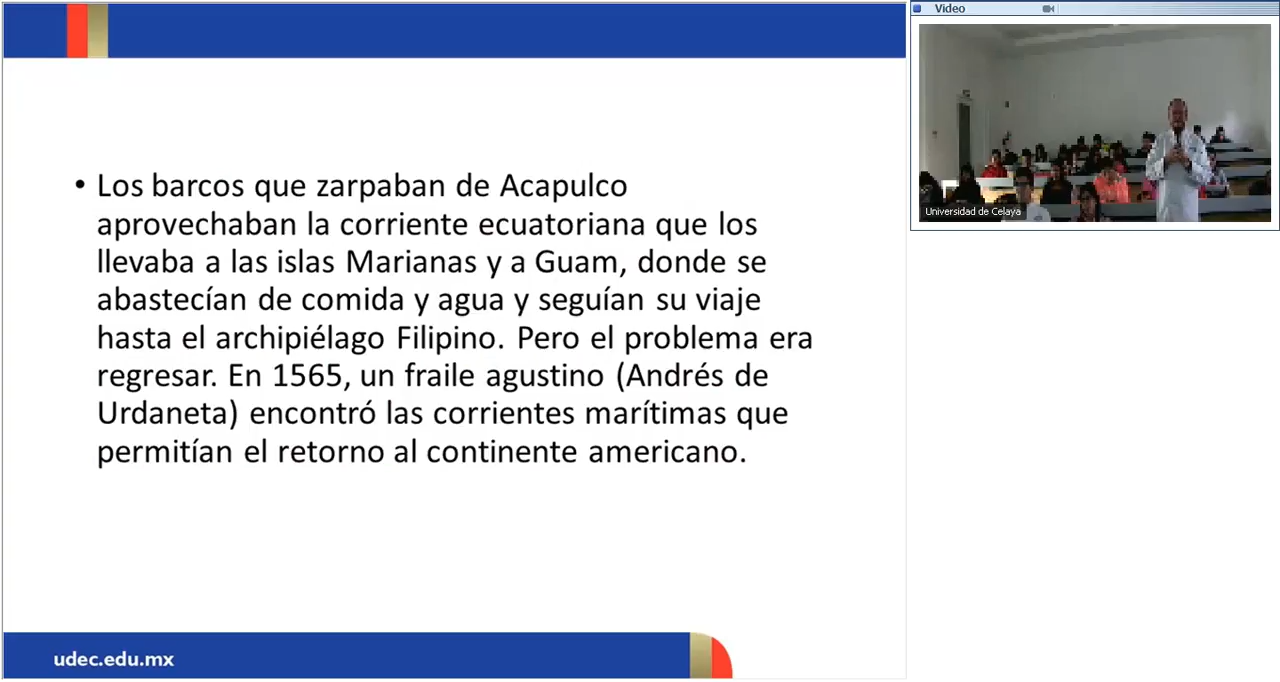 • Los barcos que zarpaban de Acapulco
aprovechaban la corriente ecuatoriana que los
llevaba a las islas Marianas y a Guam, donde se
abastecían de comida y agua y seguían su viaje
hasta el archipiélago Filipino. Pero el problema era
regresar. En 1565, un fraile agustino (Andrés de
Urdaneta) encontró las corrientes marítimas que
permitían el retorno al continente americano.
udec.edu.mx
Video
Universidad de Celaya